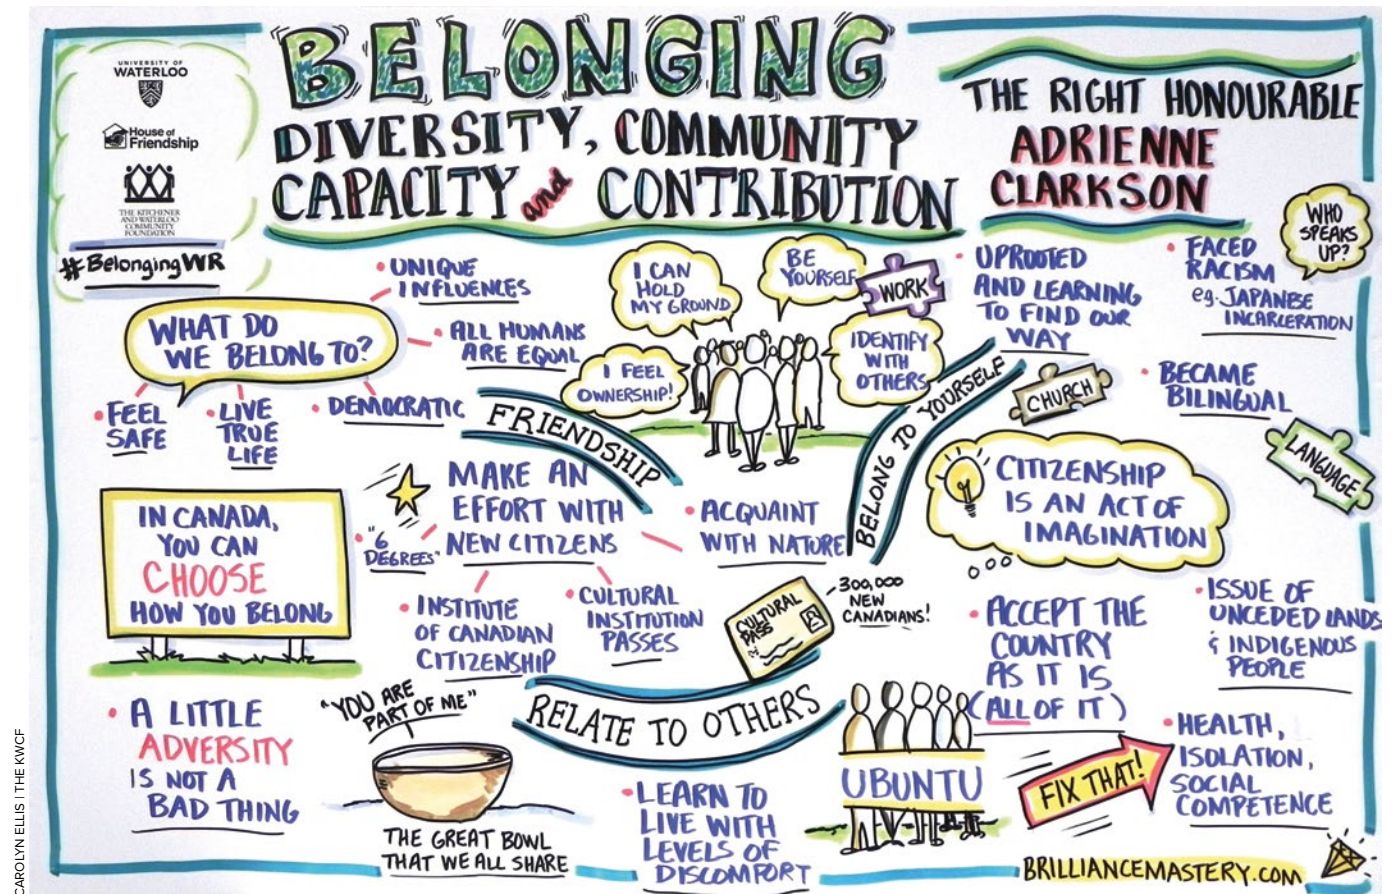 UNIVERSITY OF
WATERLOO
House of
Friendship
THE KITCHENER
AND WATERLOO
COMMUNITY
FOUNDATION
#BelongingWR
BELONGING
DIVERSITY, COMMUNITY
CAPACITY and CONTRIBUTION
THE RIGHT HONOURABLE
ADRIENNE
CLARKSON
WHAT DO
WE BELONG TO?
• UNIQUE
INFLUENCES
• ALL HUMANS
ARE EQUAL
• FEEL
SAFE
• LIVE
TRUE
LIFE
• DEMOCRATIC
I CAN
HOLD
MY GROUND
BE
YOURSELF
I FEEL
OWNERSHIP!
IDENTIFY
WITH
OTHERS
WORK
• UPROOTED
AND LEARNING
TO FIND OUR
WAY
• FACED
RACISM
eg. JAPANESE
INCARCERATION
WHO
SPEAKS
UP?
CHURCH
• BECAME
BILINGUAL
LANGUAGE
FRIENDSHIP
BELONG TO YOURSELF
IN CANADA,
YOU CAN
CHOOSE
HOW YOU BELONG
MAKE AN
EFFORT WITH
NEW CITIZENS
• "6
DEGREES"
• INSTITUTE
OF CANADIAN
CITIZENSHIP
• CULTURAL
INSTITUTION
PASSES
• ACQUAINT
WITH NATURE
CULTURAL
PASS
300,000
NEW
CANADIANS!
CITIZENSHIP
IS AN ACT OF
IMAGINATION
• ACCEPT THE
COUNTRY
AS IT IS
(ALL OF IT)
• ISSUE OF
UNCEDED LANDS
& INDIGENOUS
PEOPLE
• A LITTLE
ADVERSITY
IS NOT A
BAD THING
"YOU ARE
PART OF ME"
THE GREAT BOWL
THAT WE ALL SHARE
RELATE TO OTHERS
• LEARN TO
LIVE WITH
LEVELS OF
DISCOMFORT
UBUNTU
FIX THAT!
• HEALTH,
ISOLATION,
SOCIAL
COMPETENCE
BRILLIANCEMASTERY.COM
CAROLYN ELLIS | THE KWCF